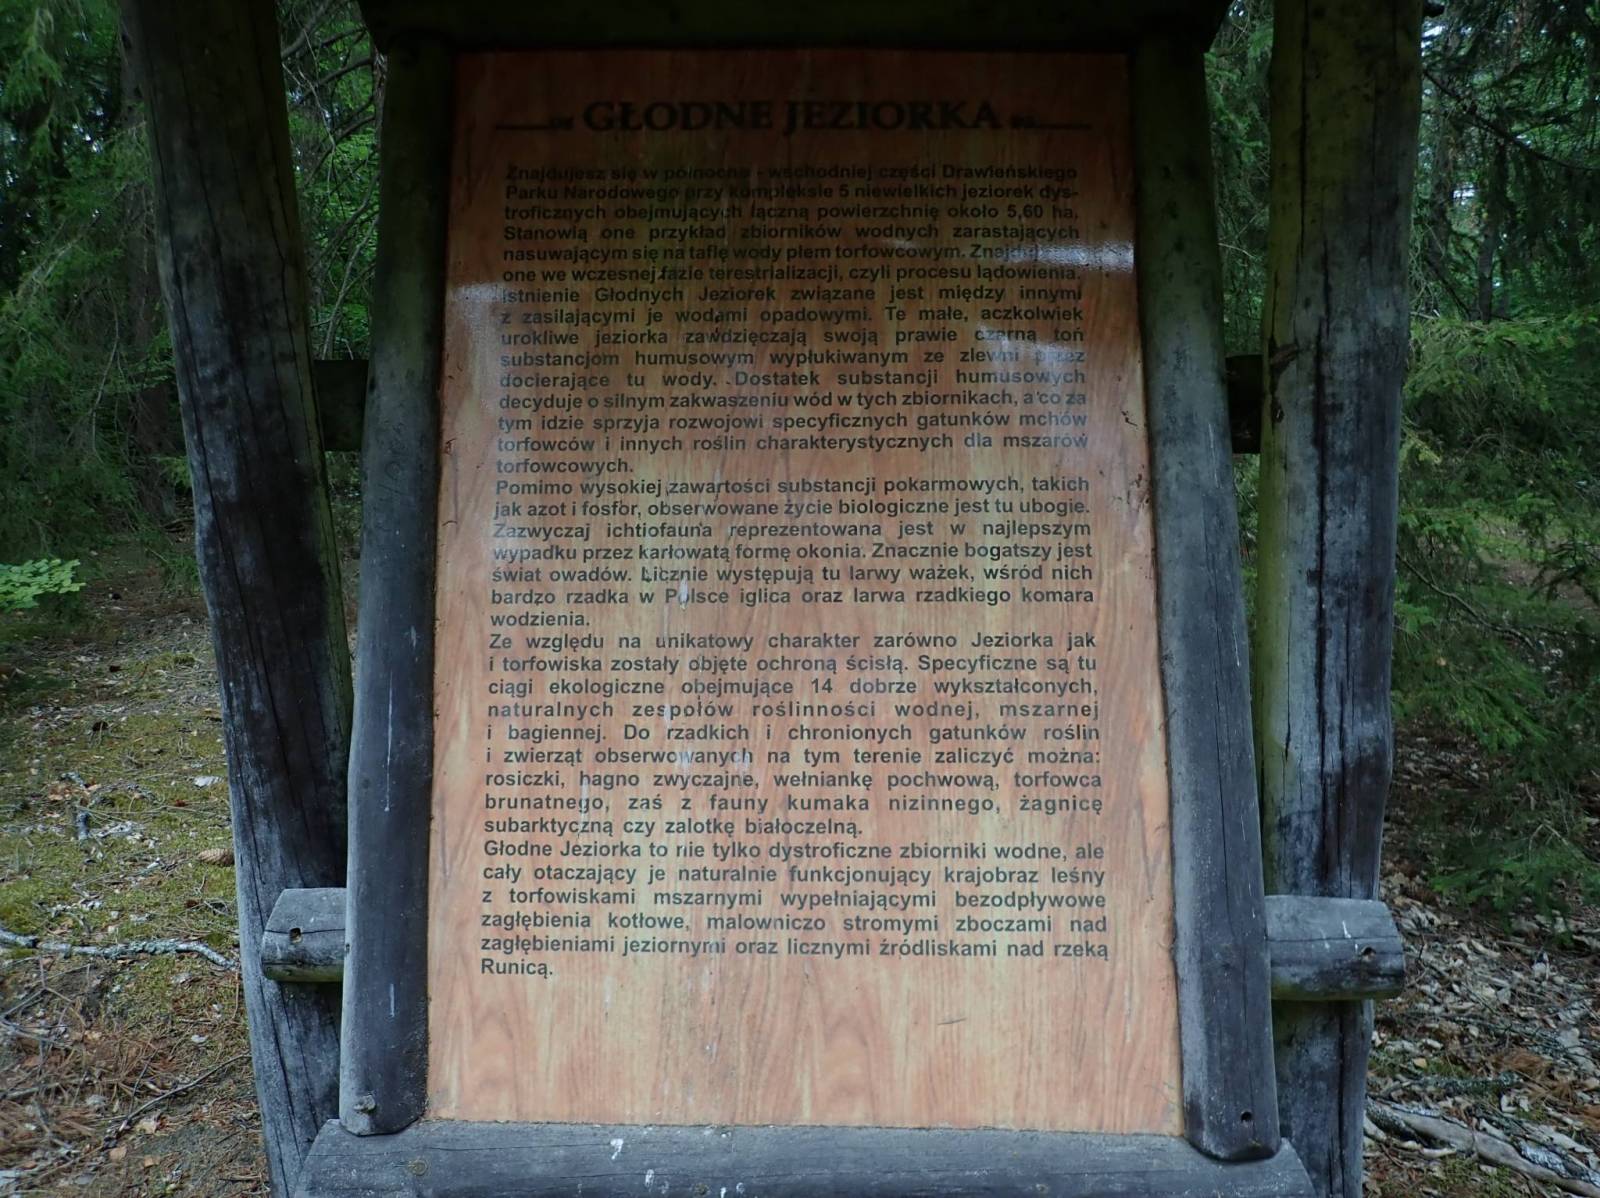 GŁODNE JEZIORKA
Znajdujesz się w północno - wschodniej części Drawieńskiego
Parku Narodowego przy kompleksie 5 niewielkich jeziorek dys-
troficznych obejmujących łączną powierzchnię około 5,60 ha.
Stanowią one przykład zbiorników wodnych zarastających
nasuwającym się na taflę wody płem torfowcowym.
one we wczesnej fazie terestrializacji, czyli procesu lądowienia.
Istnienie Głodnych Jeziorek związane jest między innymi
z zasilającymi je wodami opadowymi. Te małe, aczkolwiek
urokliwe jeziorka zawdzięczają swoją prawie czarną toń
substancjom humusowym wypłukiwanym ze zlewni przez
docierające tu wody. Dostatek substancji humusowych
decyduje o silnym zakwaszeniu wód w tych zbiornikach, a co za
tym idzie sprzyja rozwojowi specyficznych gatunków mchów
torfowców i innych roślin charakterystycznych dla mszarów
torfowcowych.
Pomimo wysokiej zawartości substancji pokarmowych, takich
jak azot i fosfor, obserwowane życie biologiczne jest tu ubogie.
Zazwyczaj ichtiofauna reprezentowana jest w najlepszym
wypadku przez karłowatą formę okonia. Znacznie bogatszy jest
świat owadów. Licznie występują tu larwy ważek, wśród nich
bardzo rzadka w Polsce iglica oraz larwa rzadkiego komara
wodzienia.
Ze względu na unikatowy charakter zarówno Jeziorka jak
i torfowiska zostały objęte ochroną ścisłą. Specyficzne są tu
ciągi ekologiczne obejmujące 14 dobrze wykształconych,
naturalnych zespołów roślinności wodnej, mszarnej
i bagiennej. Do rzadkich i chronionych gatunków roślin
i zwierząt obserwowanych na tym terenie zaliczyć można:
rosiczki, hagno zwyczajne, wełniankę pochwową, torfowca
brunatnego, zaś z fauny kumaka nizinnego, żagnicę
subarktyczną czy zalotkę białoczelną.
Głodne Jeziorka to nie tylko dystroficzne zbiorniki wodne, ale
cały otaczający je naturalnie funkcjonujący krajobraz leśny
z torfowiskami mszarnymi wypełniającymi bezodpływowe
zagłębienia kotłowe, malowniczo stromymi zboczami nad
zagłębieniami jeziornymi oraz licznymi źródliskami nad rzeką
Runicą.